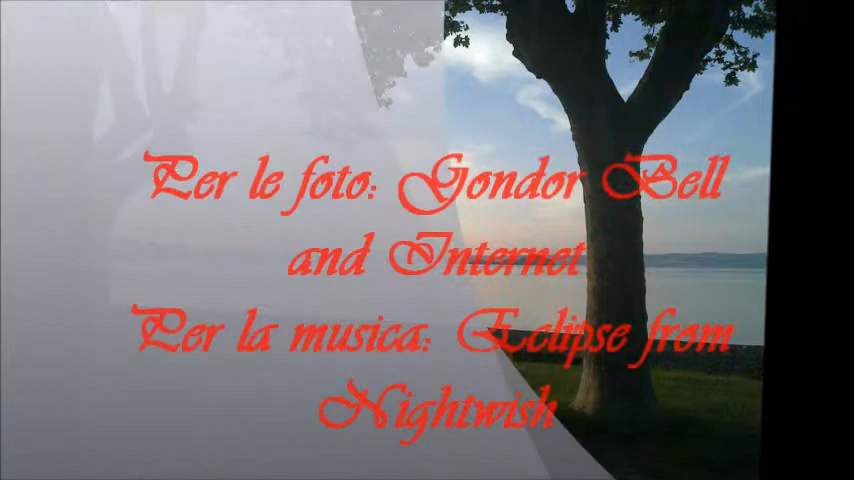 Per le foto: Gondor Bell
and Internet
Per la musica: Eclipse from
Nightwish